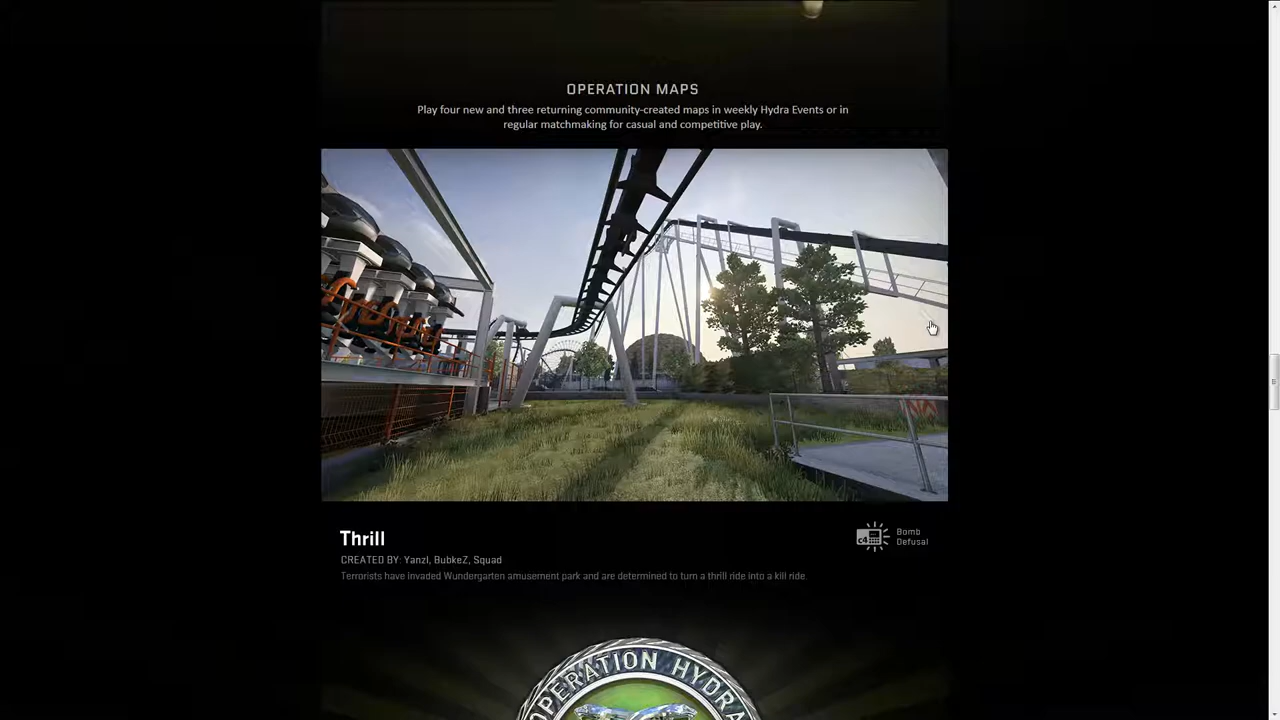 OPERATION MAPS
Play four new and three returning community-created maps in weekly Hydra Events or in
regular matchmaking for casual and competitive play.
Thrill
Bomb
Defusal
C4
CREATED BY: Yanzl, BubkeZ, Squad
Terrorists have invaded Wundergarten amusement park and are determined to turn a thrill ride into a kill ride.
OPERATION HYDRA